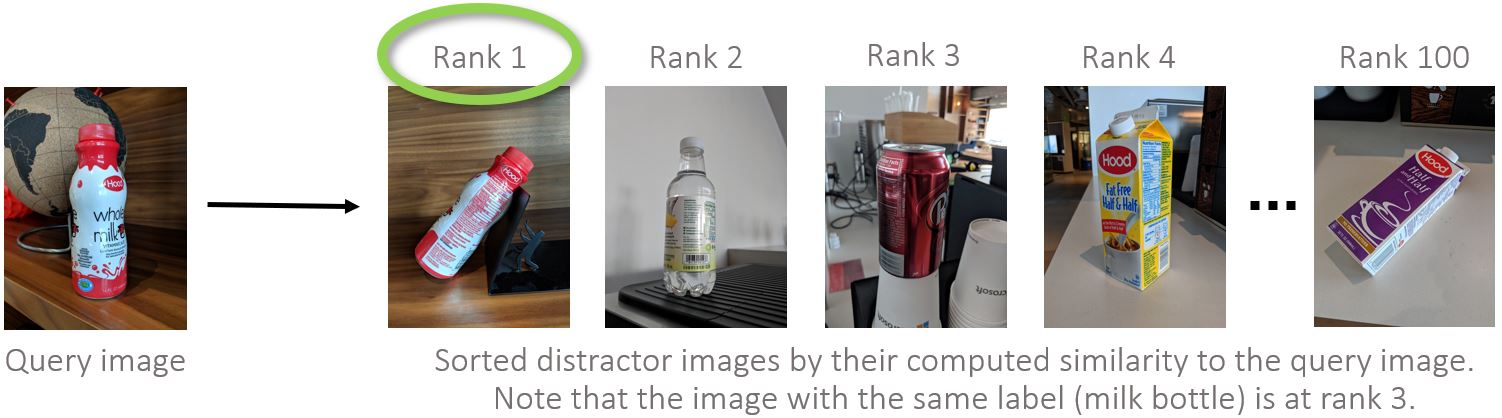 Rank 1
Rank 2
Rank 3
Rank 4
Rank 100
Hood
whole
milk
Hood
Hood
Fat Free
Half & Half
Hood
Half
and
Half
...
Query image
Sorted distractor images by their computed similarity to the query image.
Note that the image with the same label (milk bottle) is at rank 3.